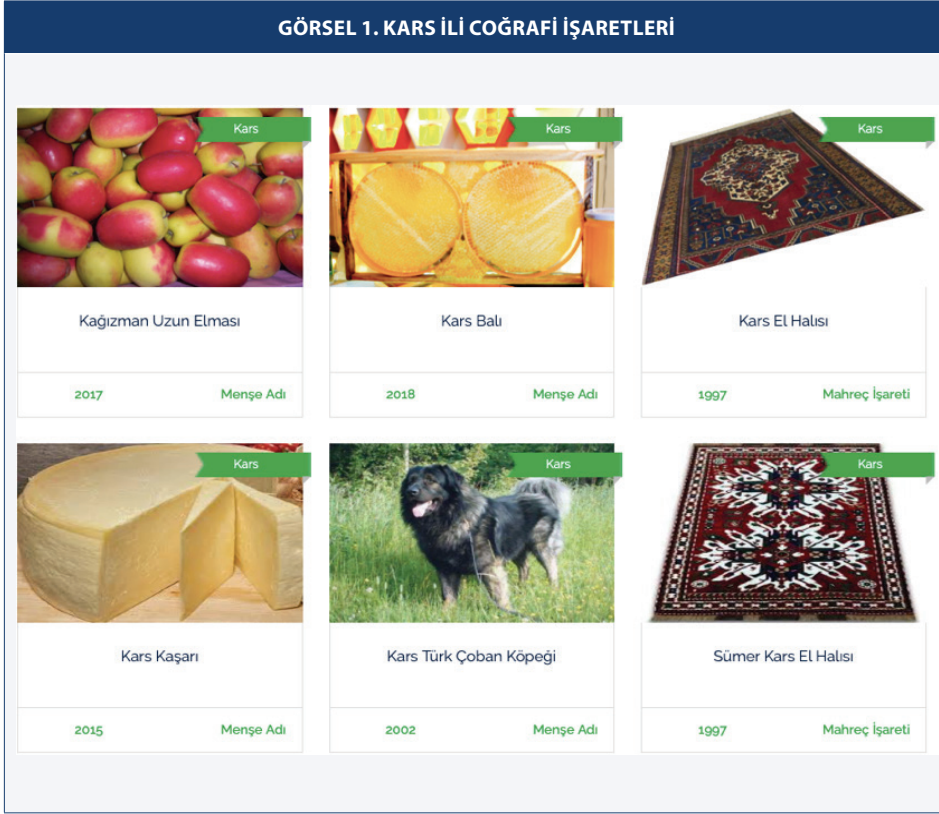 GÖRSEL 1. KARS İLİ COĞRAFİ İŞARETLERİ
Kars
Kağızman Uzun Elması
2017 Menşe Adı
Kars
Kars Balı
2018 Menşe Adı
Kars
Kars El Halısı
1997 Mahreç İşareti
Kars
Kars Kaşarı
2015 Menşe Adı
Kars
Kars Türk Çoban Köpeği
2002 Menşe Adı
Kars
Sümer Kars El Halısı
1997 Mahreç İşareti